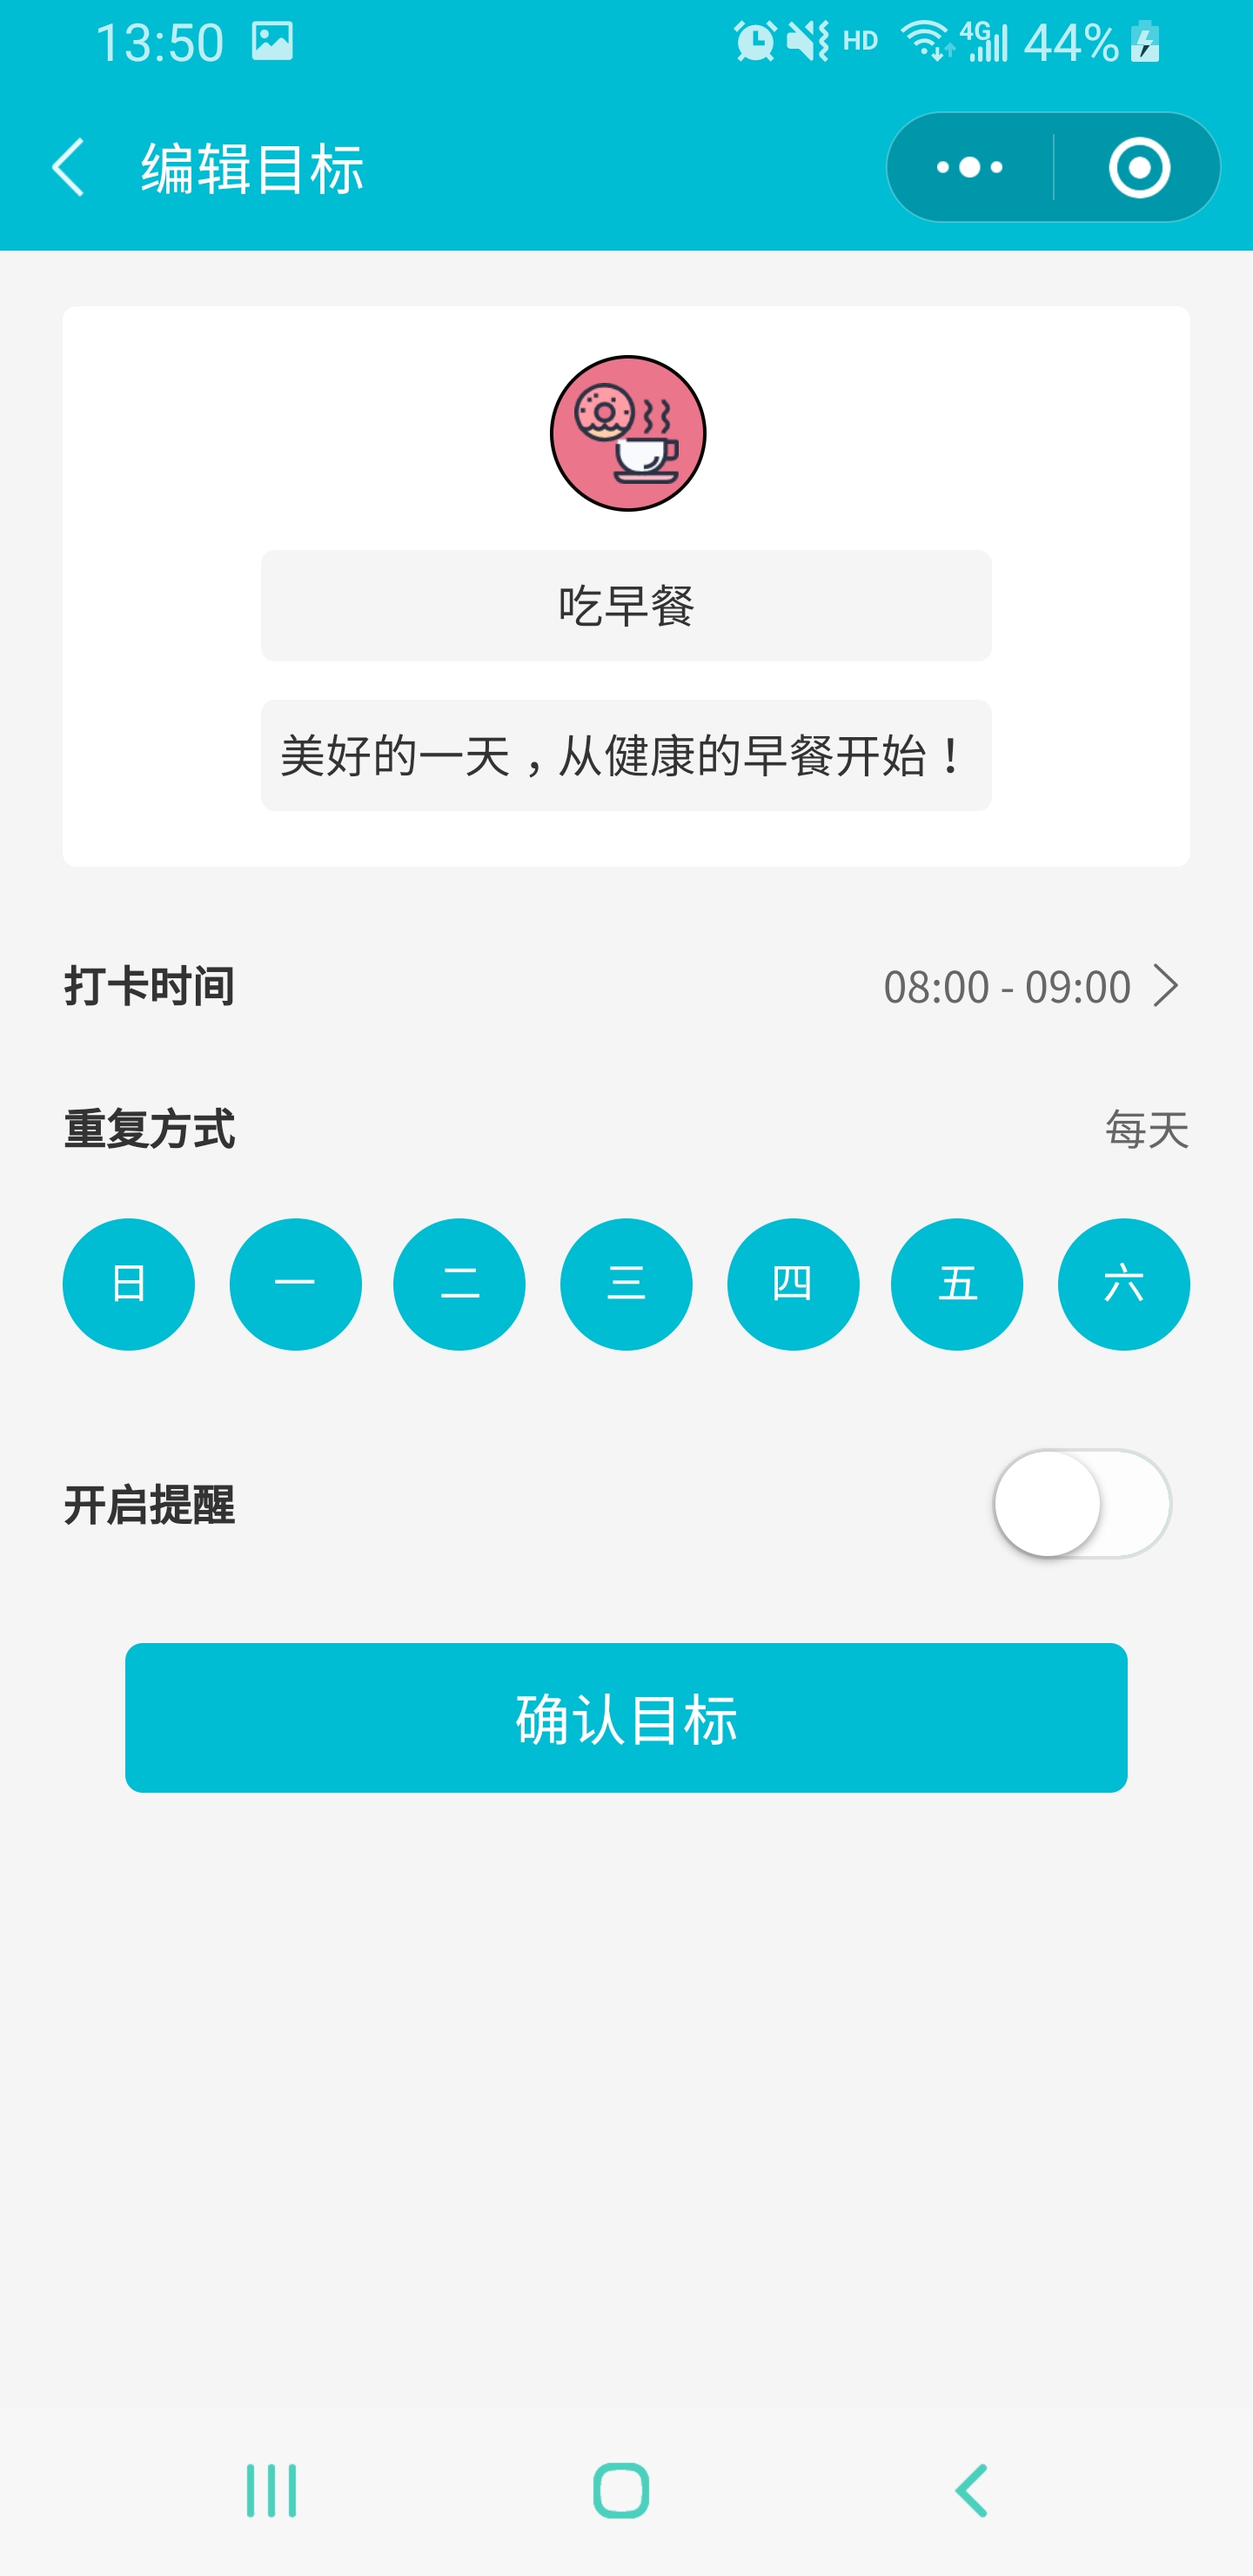 13:50 HD 4G 44%
编辑目标
吃早餐
美好的一天，从健康的早餐开始！
打卡时间 08:00 - 09:00
重复方式 每天
日 一 二 三 四 五 六
开启提醒
确认目标